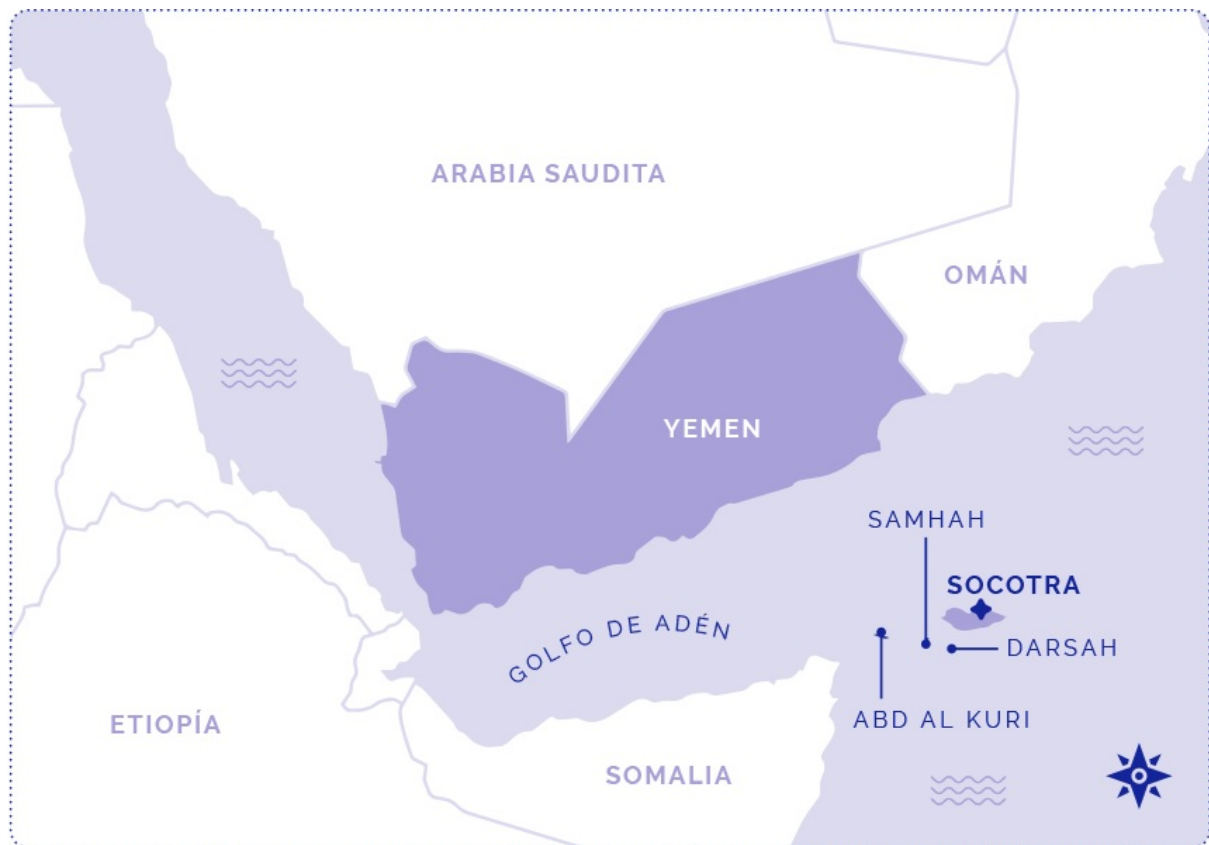 ARABIA SAUDITA
OMÁN
YEMEN
SAMHAH
SOCOTRA
GOLFO DE ADÉN
DARSAH
ETIOPÍA
ABD AL KURI
SOMALIA